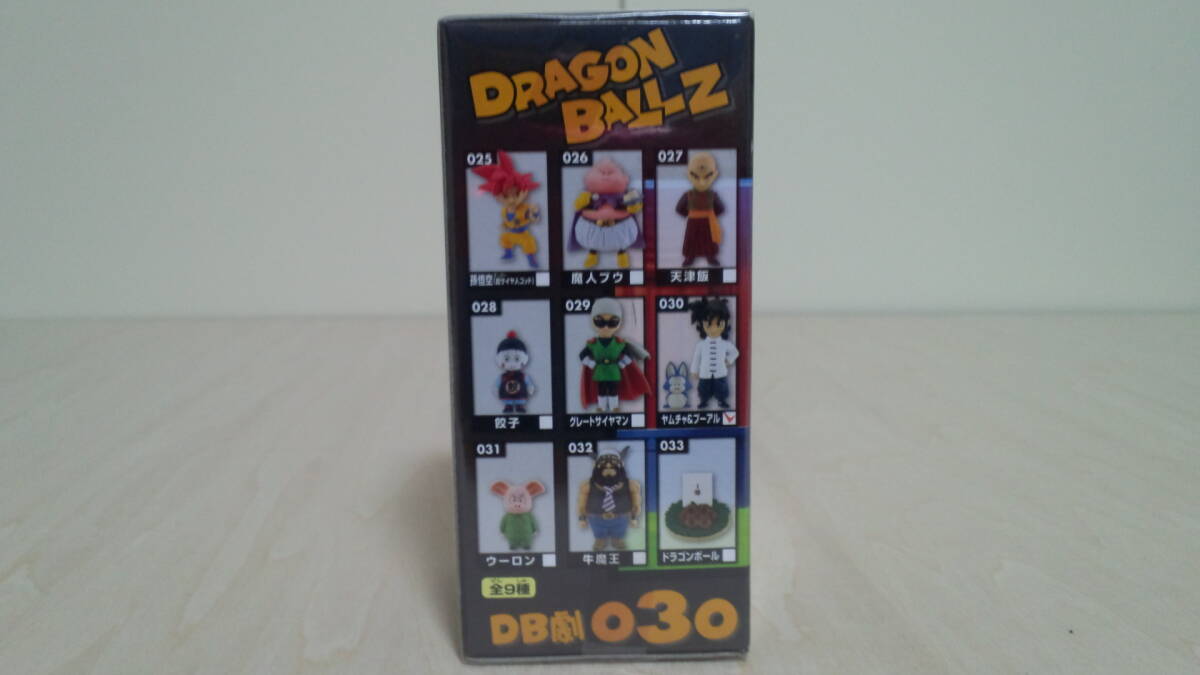 DRAGON
BALL Z
025
026
027
孫悟空(超サイヤ人ゴッド)
魔人ブウ
天津飯
028
029
030
餃子
グレートサイヤマン
ヤムチャ&プーアル
031
032
033
ウーロン
牛魔王
ドラゴンボール
全9種
DB劇 030